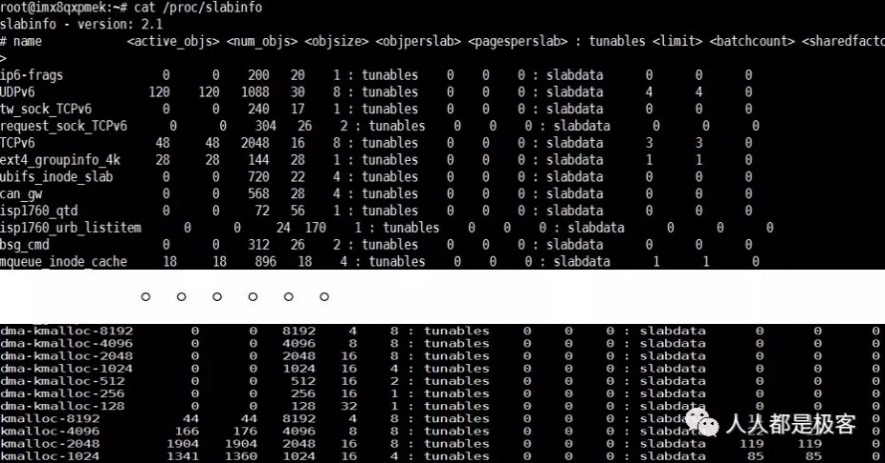 root@imx8qxpmek:~# cat /proc/slabinfo
slabinfo - version: 2.1
# name            <active_objs> <num_objs> <objsize> <objperslab> <pagesperslab> : tunables <limit> <batchcount> <sharedfacto
>
ip6-frags              0      0    200   20    1 : tunables    0    0    0 : slabdata      0      0      0
UDPv6                120    120   1088   30    8 : tunables    0    0    0 : slabdata      4      4      0
tw_sock_TCPv6          0      0    240   17    1 : tunables    0    0    0 : slabdata      0      0      0
request_sock_TCPv6      0      0    304   26    2 : tunables    0    0    0 : slabdata      0      0      0
TCPv6                 48     48   2048   16    8 : tunables    0    0    0 : slabdata      3      3      0
ext4_groupinfo_4k     28     28    144   28    1 : tunables    0    0    0 : slabdata      1      1      0
ubifs_inode_slab       0      0    720   22    4 : tunables    0    0    0 : slabdata      0      0      0
can_gw                 0      0    568   28    4 : tunables    0    0    0 : slabdata      0      0      0
isp1760_qtd            0      0     72   56    1 : tunables    0    0    0 : slabdata      0      0      0
isp1760_urb_listitem      0      0     24  170    1 : tunables    0    0    0 : slabdata      0      0      0
bsg_cmd                0      0    312   26    2 : tunables    0    0    0 : slabdata      0      0      0
mqueue_inode_cache     18     18    896   18    4 : tunables    0    0    0 : slabdata      1      1      0
。 。 。 。 。 。
dma-kmalloc-8192       0      0   8192    4    8 : tunables    0    0    0 : slabdata      0      0      0
dma-kmalloc-4096       0      0   4096    8    8 : tunables    0    0    0 : slabdata      0      0      0
dma-kmalloc-2048       0      0   2048   16    8 : tunables    0    0    0 : slabdata      0      0      0
dma-kmalloc-1024       0      0   1024   16    4 : tunables    0    0    0 : slabdata      0      0      0
dma-kmalloc-512        0      0    512   16    2 : tunables    0    0    0 : slabdata      0      0      0
dma-kmalloc-256        0      0    256   16    1 : tunables    0    0    0 : slabdata      0      0      0
dma-kmalloc-128        0      0    128   32    1 : tunables    0    0    0 : slabdata      0      0      0
kmalloc-8192          44     44   8192    4    8 : tunables    0    0    0 : slabdata
kmalloc-4096         166    176   4096    8    8 : tunables    0    0    0 : slabdata
kmalloc-2048        1904   1904   2048   16    8 : tunables    0    0    0 : slabdata    119    119      0
kmalloc-1024        1341   1360   1024   16    4 : tunables    0    0    0 : slabdata     85     85      0
人人都是极客